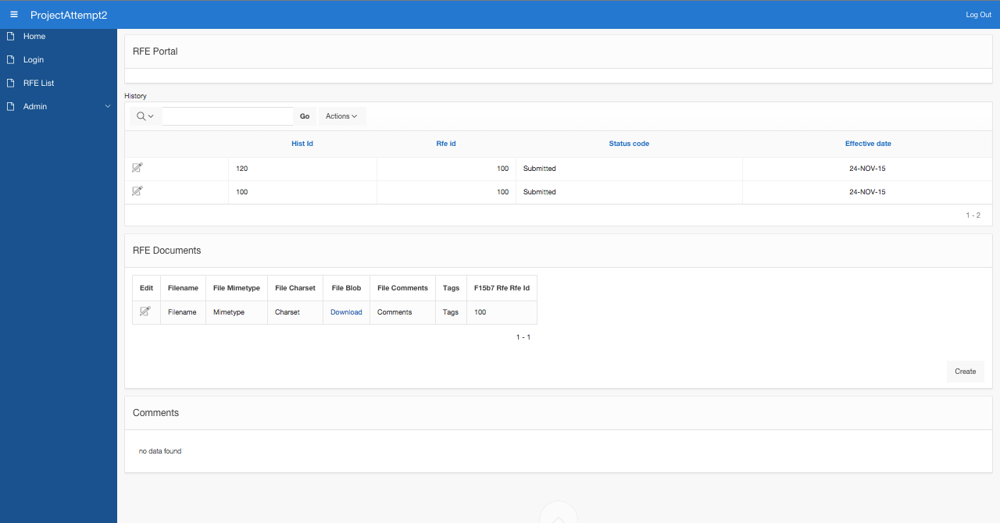 ProjectAttempt2 Log Out
Home
Login
RFE List
Admin
RFE Portal
History
Go Actions
Hist Id Rfe id Status code Effective date
120 100 Submitted 24-NOV-15
100 100 Submitted 24-NOV-15
1 - 2
RFE Documents
Edit Filename File Mimetype File Charset File Blob File Comments Tags F15b7 Rfe Rfe Id
Filename Mimetype Charset Download Comments Tags 100
1 - 1
Create
Comments
no data found